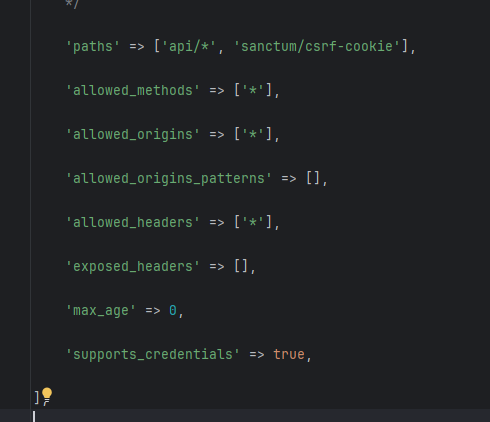 */
'paths' => ['api/*', 'sanctum/csrf-cookie'],
'allowed_methods' => ['*'],
'allowed_origins' => ['*'],
'allowed_origins_patterns' => [],
'allowed_headers' => ['*'],
'exposed_headers' => [],
'max_age' => 0,
'supports_credentials' => true,
];